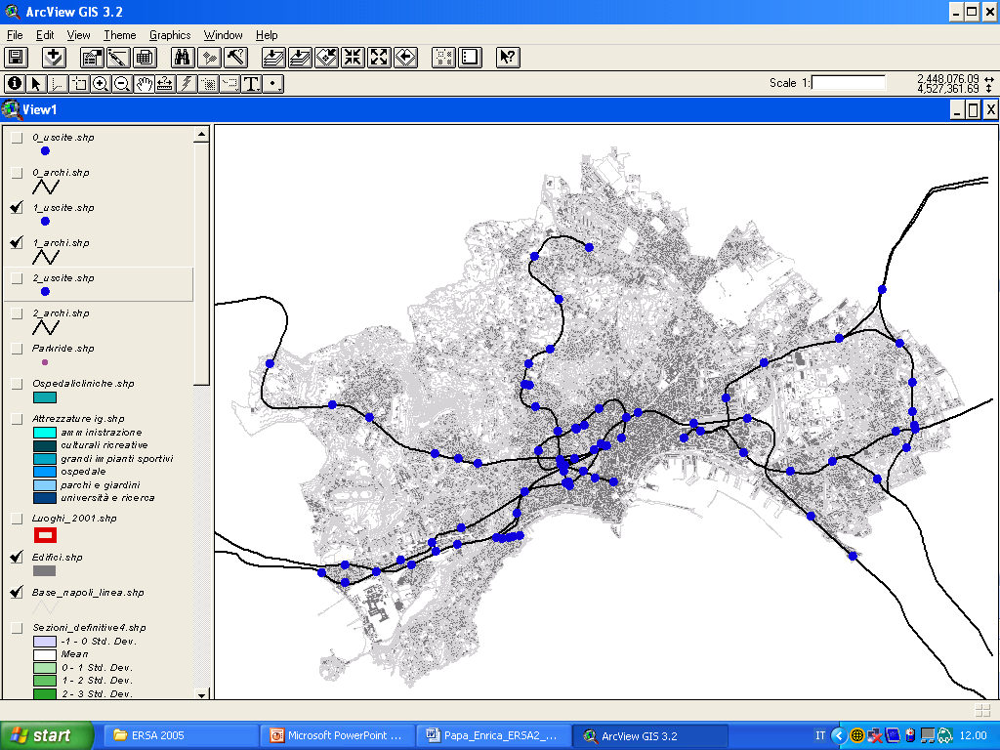 ArcView GIS 3.2
File Edit View Theme Graphics Window Help
Scale 1:
2,448,076.09
4,527,361.69
View1
0_uscite.shp
0_archi.shp
1_uscite.shp
1_archi.shp
2_uscite.shp
2_archi.shp
Parkride.shp
Ospedalicliniche.shp
Attrezzature ig.shp
amministrazione
culturali ricreative
grandi impianti sportivi
ospedale
parchi e giardini
università e ricerca
Luoghi_2001.shp
Edifici.shp
Base_napoli_linea.shp
Sezioni_definitive4.shp
-1 - 0 Std. Dev.
Mean
0 - 1 Std. Dev.
1 - 2 Std. Dev.
2 - 3 Std. Dev.
start ERSA 2005 Microsoft PowerPoint ... Papa_Enrica_ERSA2_... ArcView GIS 3.2 IT 12.00